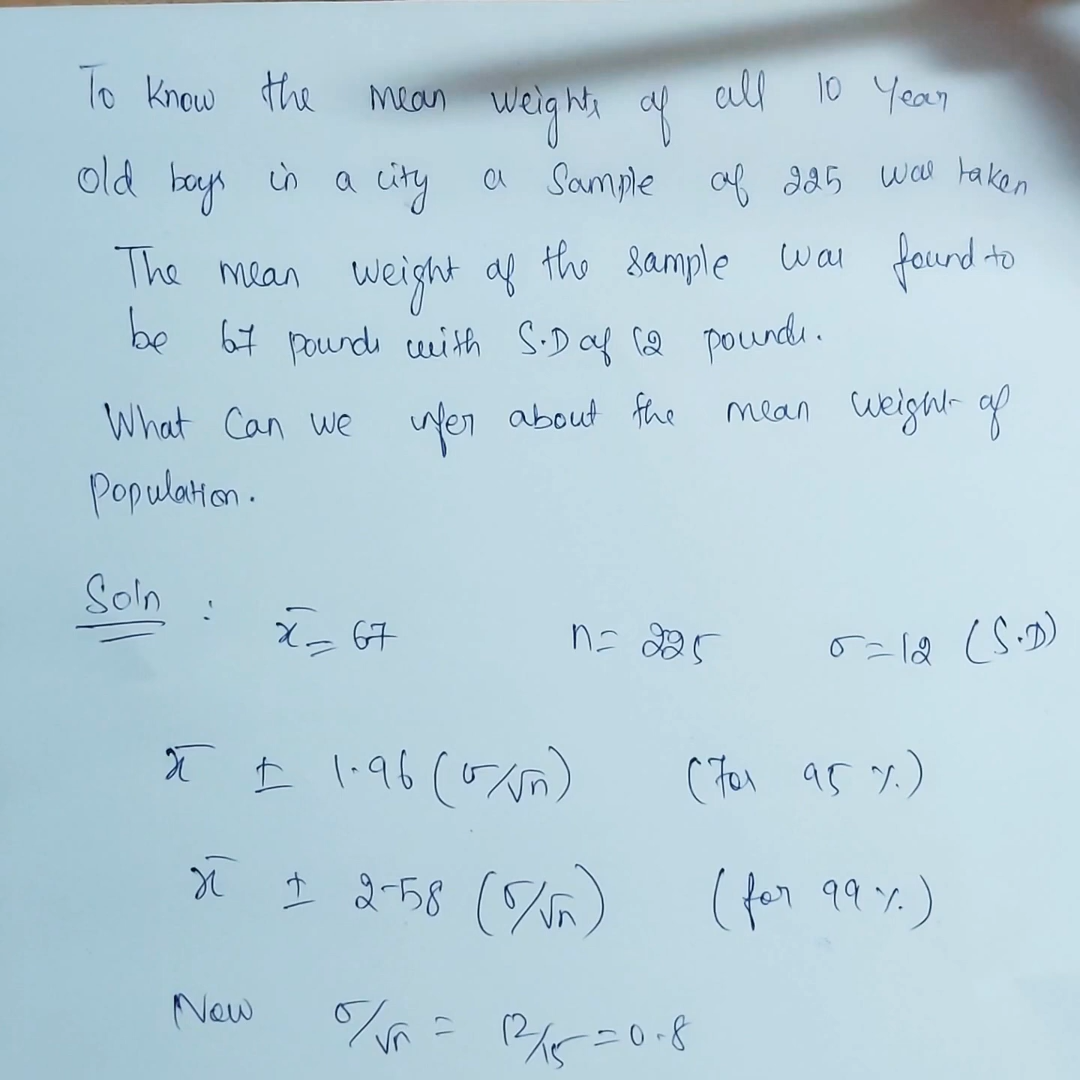 To know the mean weights of all 10 Year
Old boys in a city a Sample of 225 was taken
The mean weight of the sample was found to
be 67 pounds with S.D of 12 pounds.
What Can we infer about the mean weight of
population.
Soln : x̄ = 67 n = 225 σ = 12 (S.D)
x̄ ± 1.96 (σ/√n) (For 95 %)
x̄ ± 2.58 (σ/√n) (for 99 %)
Now σ/√n = 12/15 = 0.8